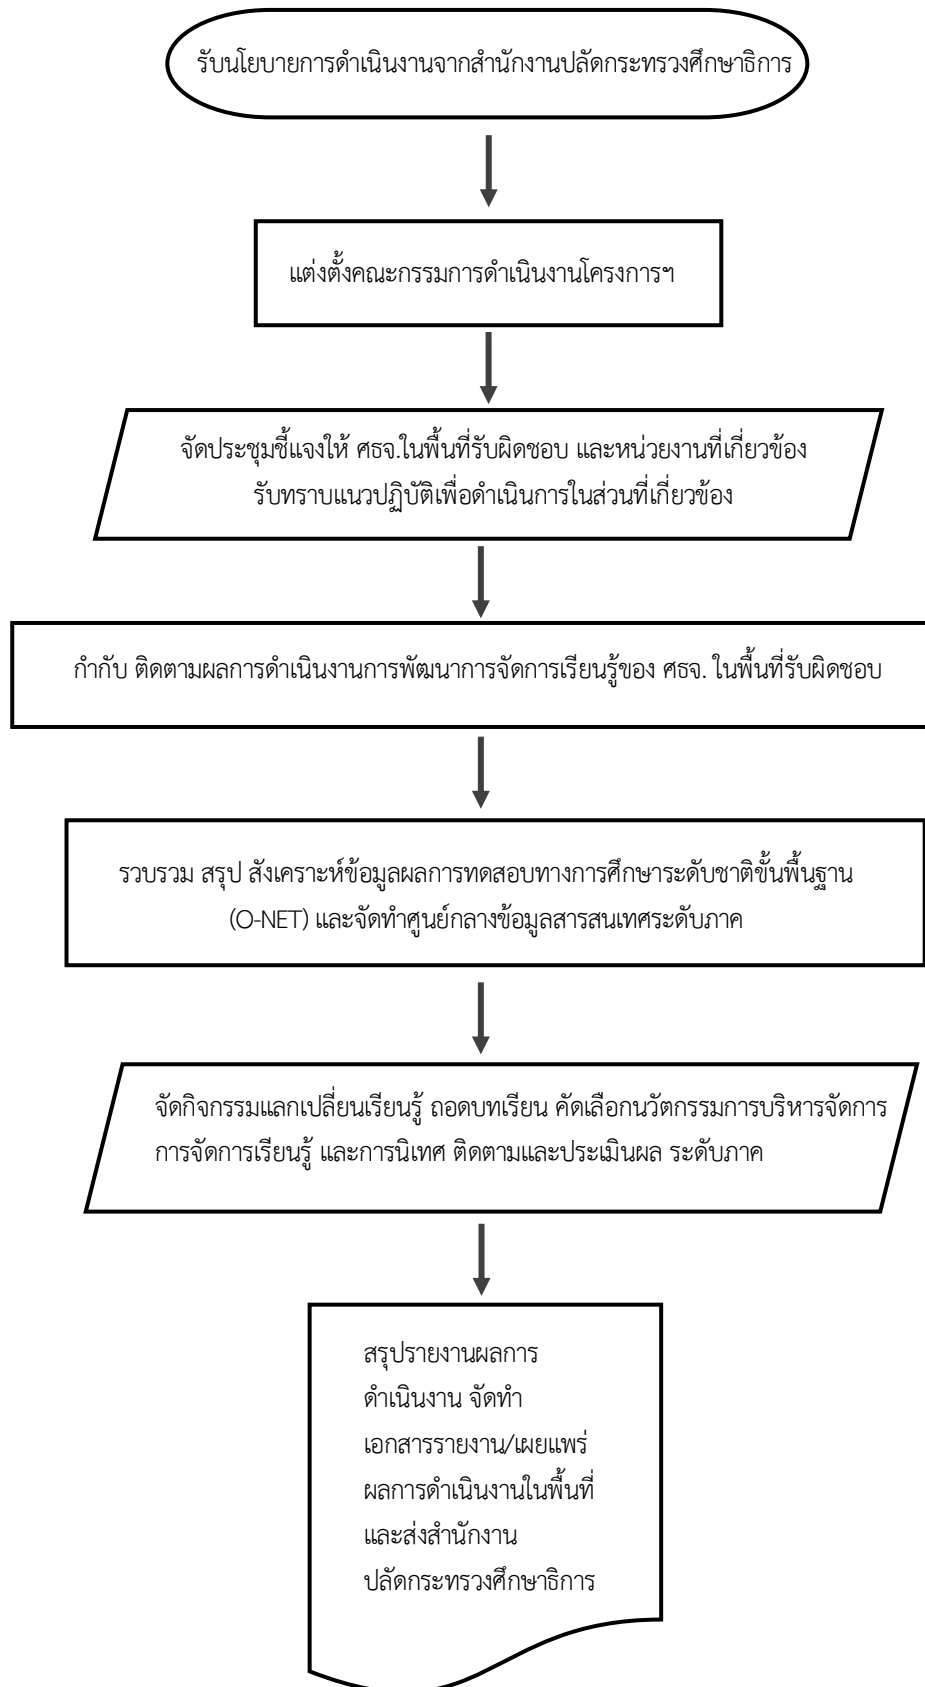 รับนโยบายการดำเนินงานจากสำนักงานปลัดกระทรวงศึกษาธิการ
แต่งตั้งคณะกรรมการดำเนินงานโครงการฯ
จัดประชุมชี้แจงให้ ศธจ.ในพื้นที่รับผิดชอบ และหน่วยงานที่เกี่ยวข้อง
รับทราบแนวปฏิบัติเพื่อดำเนินการในส่วนที่เกี่ยวข้อง
กำกับ ติดตามผลการดำเนินงานการพัฒนาการจัดการเรียนรู้ของ ศธจ. ในพื้นที่รับผิดชอบ
รวบรวม สรุป สังเคราะห์ข้อมูลผลการทดสอบทางการศึกษาระดับชาติขั้นพื้นฐาน
(O-NET) และจัดทำศูนย์กลางข้อมูลสารสนเทศระดับภาค
จัดกิจกรรมแลกเปลี่ยนเรียนรู้ ถอดบทเรียน คัดเลือกนวัตกรรมการบริหารจัดการ
การจัดการเรียนรู้ และการนิเทศ ติดตามและประเมินผล ระดับภาค
สรุปรายงานผลการ
ดำเนินงาน จัดทำ
เอกสารรายงาน/เผยแพร่
ผลการดำเนินงานในพื้นที่
และส่งสำนักงาน
ปลัดกระทรวงศึกษาธิการ